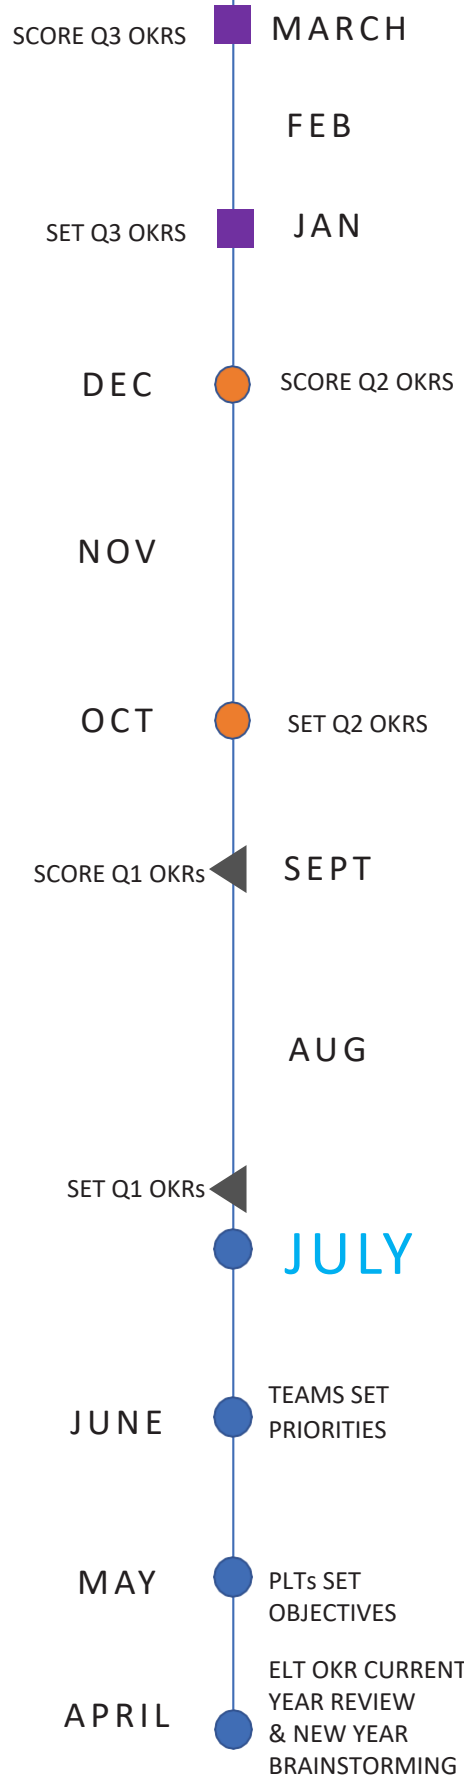 SCORE Q3 OKRS
MARCH
FEB
SET Q3 OKRS
JAN
DEC
SCORE Q2 OKRS
NOV
OCT
SET Q2 OKRS
SCORE Q1 OKRs
SEPT
AUG
SET Q1 OKRs
JULY
JUNE
TEAMS SET
PRIORITIES
MAY
PLTs SET
OBJECTIVES
APRIL
ELT OKR CURRENT
YEAR REVIEW
& NEW YEAR
BRAINSTORMING